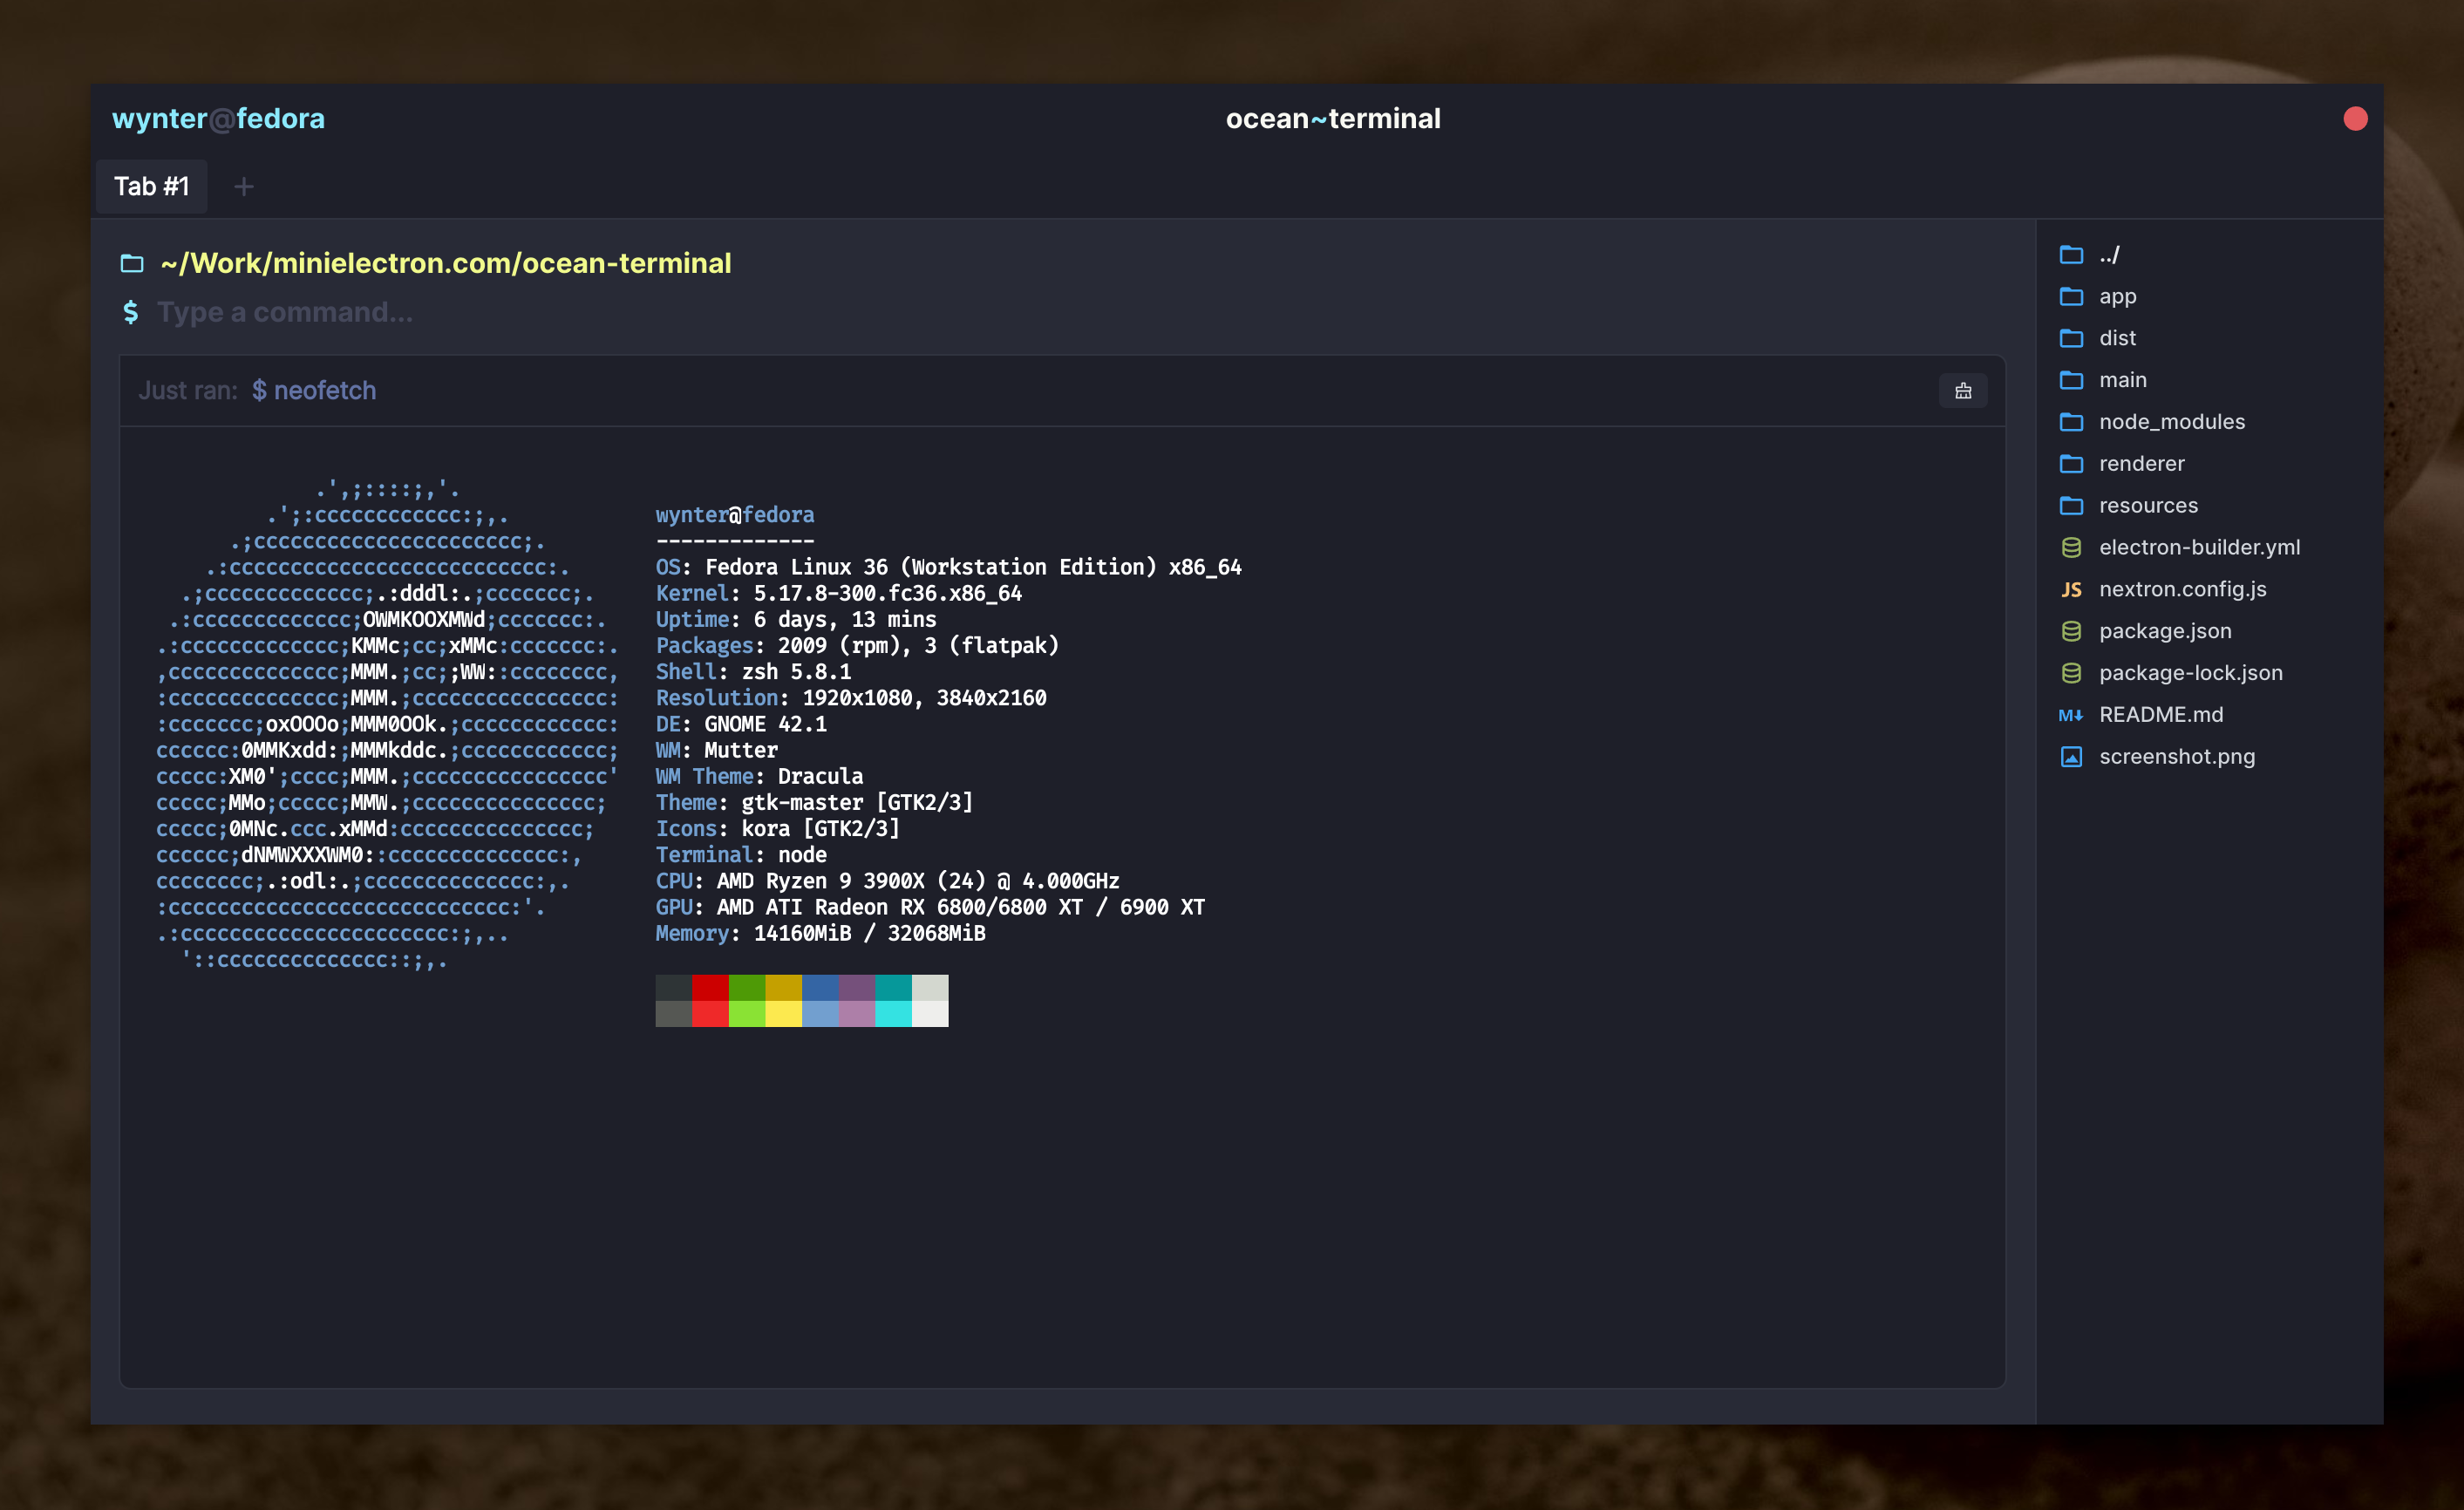 wynter@fedora
ocean~terminal
Tab #1 +
~/Work/minielectron.com/ocean-terminal
$ Type a command...
Just ran: $ neofetch
.',;::::;,'.
.';:cccccccccccc:;,.
.;cccccccccccccccccccccc;.
.:cccccccccccccccccccccccccc:.
.;ccccccccccccc;.:dddl:.;ccccccc;.
.:ccccccccccccc;OWMKOOXMWd;ccccccc:.
.:ccccccccccccc;KMMc;cc;xMMc:ccccccc:.
,cccccccccccccc;MMM.;cc;;WW::cccccccc,
:cccccccccccccc;MMM.;cccccccccccccccc:
:ccccccc;oxOOOo;MMM0OOk.;cccccccccccc:
cccccc:0MMKxdd:;MMMkddc.;cccccccccccc;
ccccc:XM0';cccc;MMM.;cccccccccccccccc'
ccccc;MMo;ccccc;MMW.;ccccccccccccccc;
ccccc;0MNc.ccc.xMMd:ccccccccccccccc;
cccccc;dNMWXXXWM0::cccccccccccccc:,
cccccccc;.:odl:.;cccccccccccccc:,.
:cccccccccccccccccccccccccccc:'.
.:cccccccccccccccccccccc:;,..
'::cccccccccccccc::;,.
wynter@fedora
-------------
OS: Fedora Linux 36 (Workstation Edition) x86_64
Kernel: 5.17.8-300.fc36.x86_64
Uptime: 6 days, 13 mins
Packages: 2009 (rpm), 3 (flatpak)
Shell: zsh 5.8.1
Resolution: 1920x1080, 3840x2160
DE: GNOME 42.1
WM: Mutter
WM Theme: Dracula
Theme: gtk-master [GTK2/3]
Icons: kora [GTK2/3]
Terminal: node
CPU: AMD Ryzen 9 3900X (24) @ 4.000GHz
GPU: AMD ATI Radeon RX 6800/6800 XT / 6900 XT
Memory: 14160MiB / 32068MiB
../
app
dist
main
node_modules
renderer
resources
electron-builder.yml
JS nextron.config.js
package.json
package-lock.json
M↓ README.md
screenshot.png